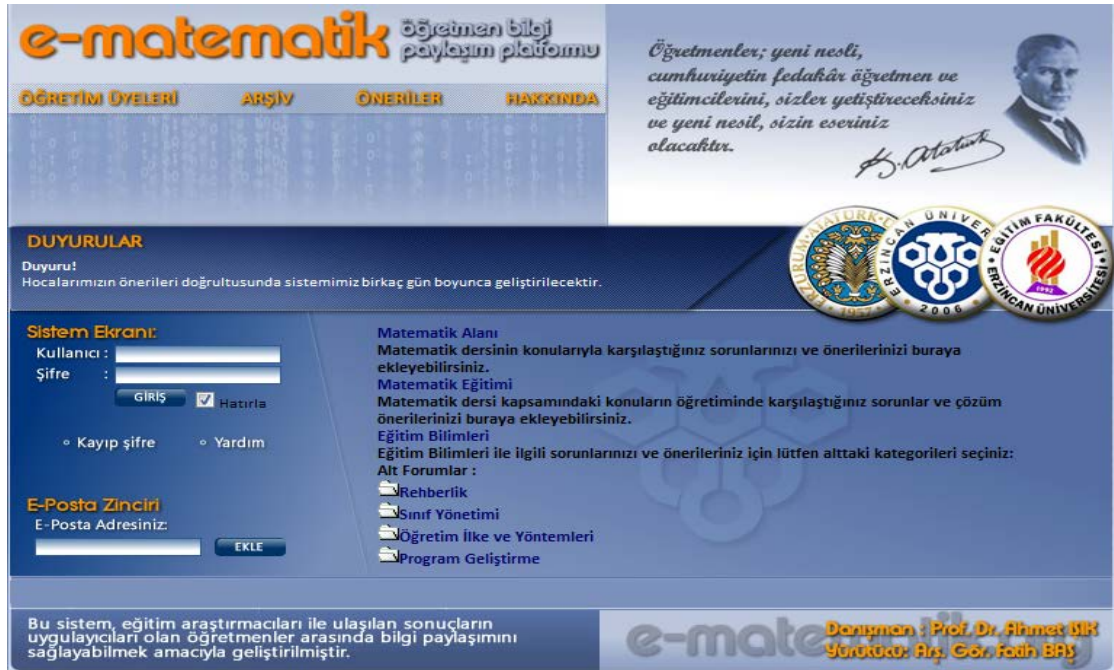 e-matematik
öğretmen bilgi
paylaşım platformu
ÖĞRETİM ÜYELERİ ARŞİV ÖNERİLER HAKKINDA
Öğretmenler; yeni nesli,
cumhuriyetin fedakâr öğretmen ve
eğitimcilerini, sizler yetiştireceksiniz
ve yeni nesil, sizin eseriniz
olacaktır.
K. Atatürk
DUYURULAR
Duyuru!
Hocalarımızın önerileri doğrultusunda sistemimiz birkaç gün boyunca geliştirilecektir.
1957
ERZİNCAN ÜNİVER
2006
EĞİTİM FAKÜLTESİ
ERZİNCAN ÜNİVERSİTESİ
1992
Sistem Ekranı:
Kullanıcı :
Şifre :
GİRİŞ Hatırla
Kayıp şifre Yardım
E-Posta Zinciri
E-Posta Adresiniz:
EKLE
Matematik Alanı
Matematik dersinin konularıyla karşılaştığınız sorunlarınızı ve önerilerinizi buraya
ekleyebilirsiniz.
Matematik Eğitimi
Matematik dersi kapsamındaki konuların öğretiminde karşılaştığınız sorunlar ve çözüm
önerilerinizi buraya ekleyebilirsiniz.
Eğitim Bilimleri
Eğitim Bilimleri ile ilgili sorunlarınızı ve önerileriniz için lütfen alttaki kategorileri seçiniz:
Alt Forumlar :
Rehberlik
Sınıf Yönetimi
Öğretim İlke ve Yöntemleri
Program Geliştirme
Bu sistem, eğitim araştırmacıları ile ulaşılan sonuçların
uygulayıcıları olan öğretmenler arasında bilgi paylaşımını
sağlayabilmek amacıyla geliştirilmiştir.
Danışman : Prof. Dr. Ahmet IŞIK
Yürütücü: Arş. Gör. Fatih BAŞ